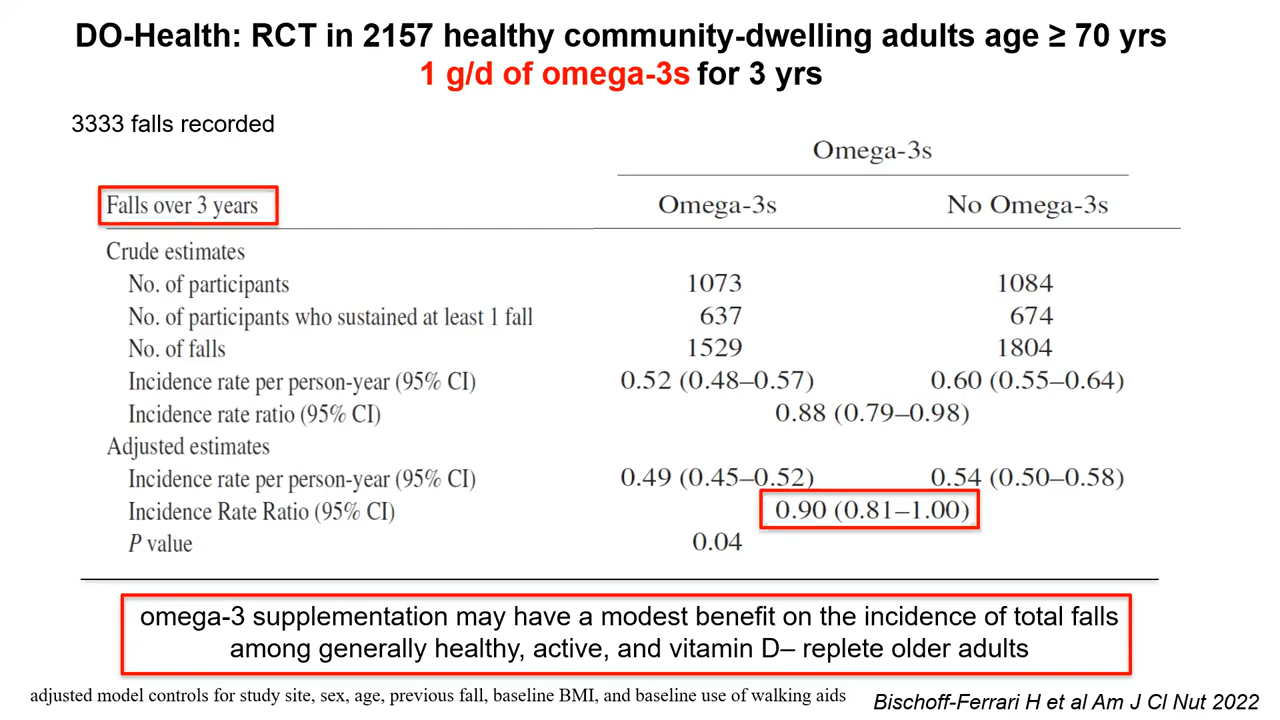 DO-Health: RCT in 2157 healthy community-dwelling adults age ≥ 70 yrs
1 g/d of omega-3s for 3 yrs
3333 falls recorded
Omega-3s
Falls over 3 years Omega-3s No Omega-3s
Crude estimates
No. of participants 1073 1084
No. of participants who sustained at least 1 fall 637 674
No. of falls 1529 1804
Incidence rate per person-year (95% CI) 0.52 (0.48–0.57) 0.60 (0.55–0.64)
Incidence rate ratio (95% CI) 0.88 (0.79–0.98)
Adjusted estimates
Incidence rate per person-year (95% CI) 0.49 (0.45–0.52) 0.54 (0.50–0.58)
Incidence Rate Ratio (95% CI) 0.90 (0.81–1.00)
P value 0.04
omega-3 supplementation may have a modest benefit on the incidence of total falls
among generally healthy, active, and vitamin D– replete older adults
adjusted model controls for study site, sex, age, previous fall, baseline BMI, and baseline use of walking aids
Bischoff-Ferrari H et al Am J Cl Nut 2022